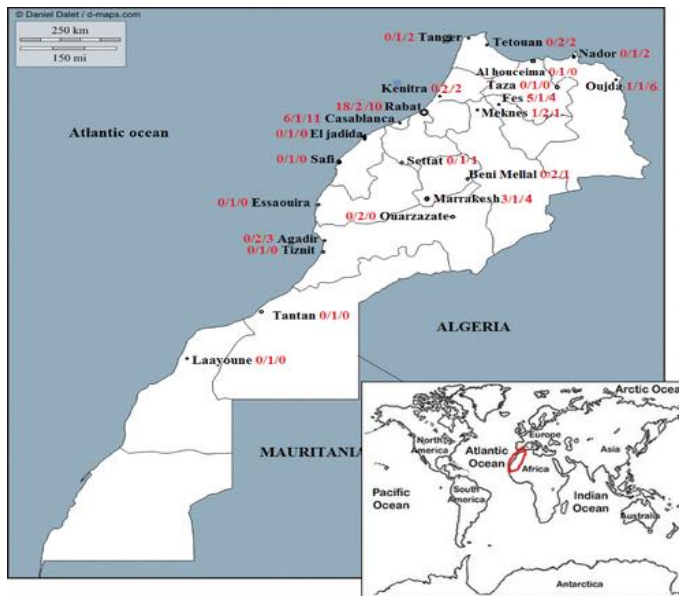 © Daniel Dalet / d-maps.com
250 km
150 mi
0/1/2 Tanger
Tetouan 0/2/2
Nador 0/1/2
Al houceima 0/1/0
Taza 0/1/0
Oujda 1/1/6
Kenitra 0/2/2
Fes 5/1/4
18/2/10 Rabat
Meknes 1/2/1
6/1/11 Casablanca
Atlantic ocean
0/1/0 El jadida
0/1/0 Safi
Settat 0/1/1
Beni Mellal 0/2/1
0/1/0 Essaouira
Marrakesh 3/1/4
0/2/0 Ouarzazate
0/2/3 Agadir
0/1/0 Tiznit
Tantan 0/1/0
ALGERIA
Laayoune 0/1/0
MAURITANIA
Arctic Ocea
North
America
Europe
Asia
Atlantic
Ocean
Africa
Pacific
Ocean
South
America
Indian
Ocean
Australia
Antarctica